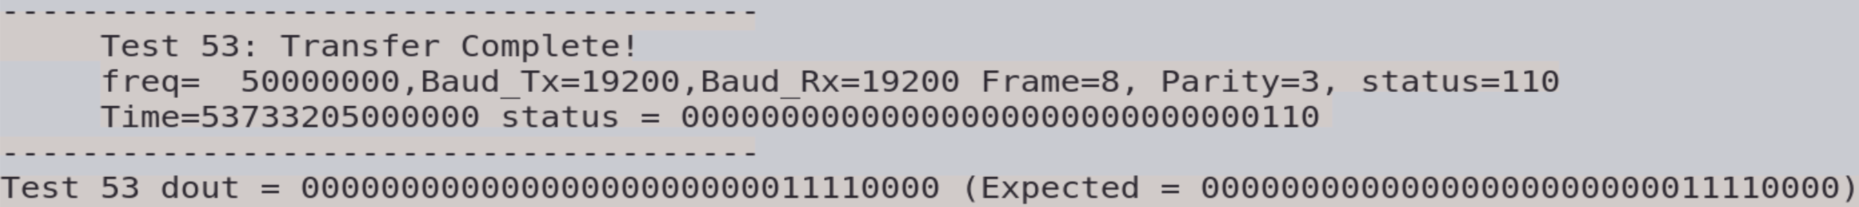 --------------------------------------
Test 53: Transfer Complete!
freq=  50000000,Baud_Tx=19200,Baud_Rx=19200 Frame=8, Parity=3, status=110
Time=53733205000000 status = 00000000000000000000000000000110
--------------------------------------
Test 53 dout = 00000000000000000000000011110000 (Expected = 00000000000000000000000011110000)